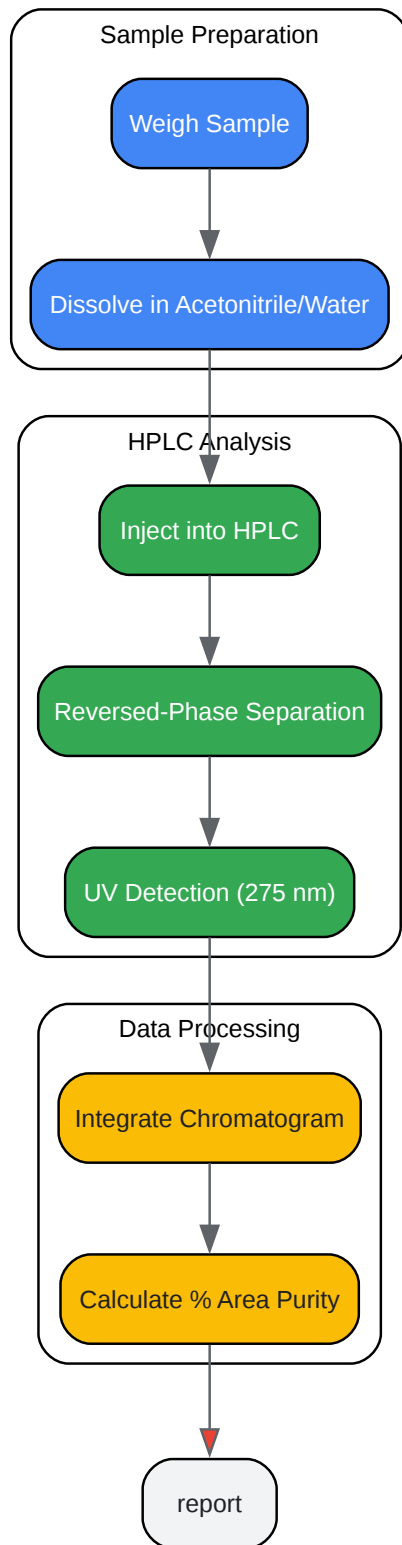 Sample Preparation
Weigh Sample
Dissolve in Acetonitrile/Water
HPLC Analysis
Inject into HPLC
Reversed-Phase Separation
UV Detection (275 nm)
Data Processing
Integrate Chromatogram
Calculate % Area Purity
report